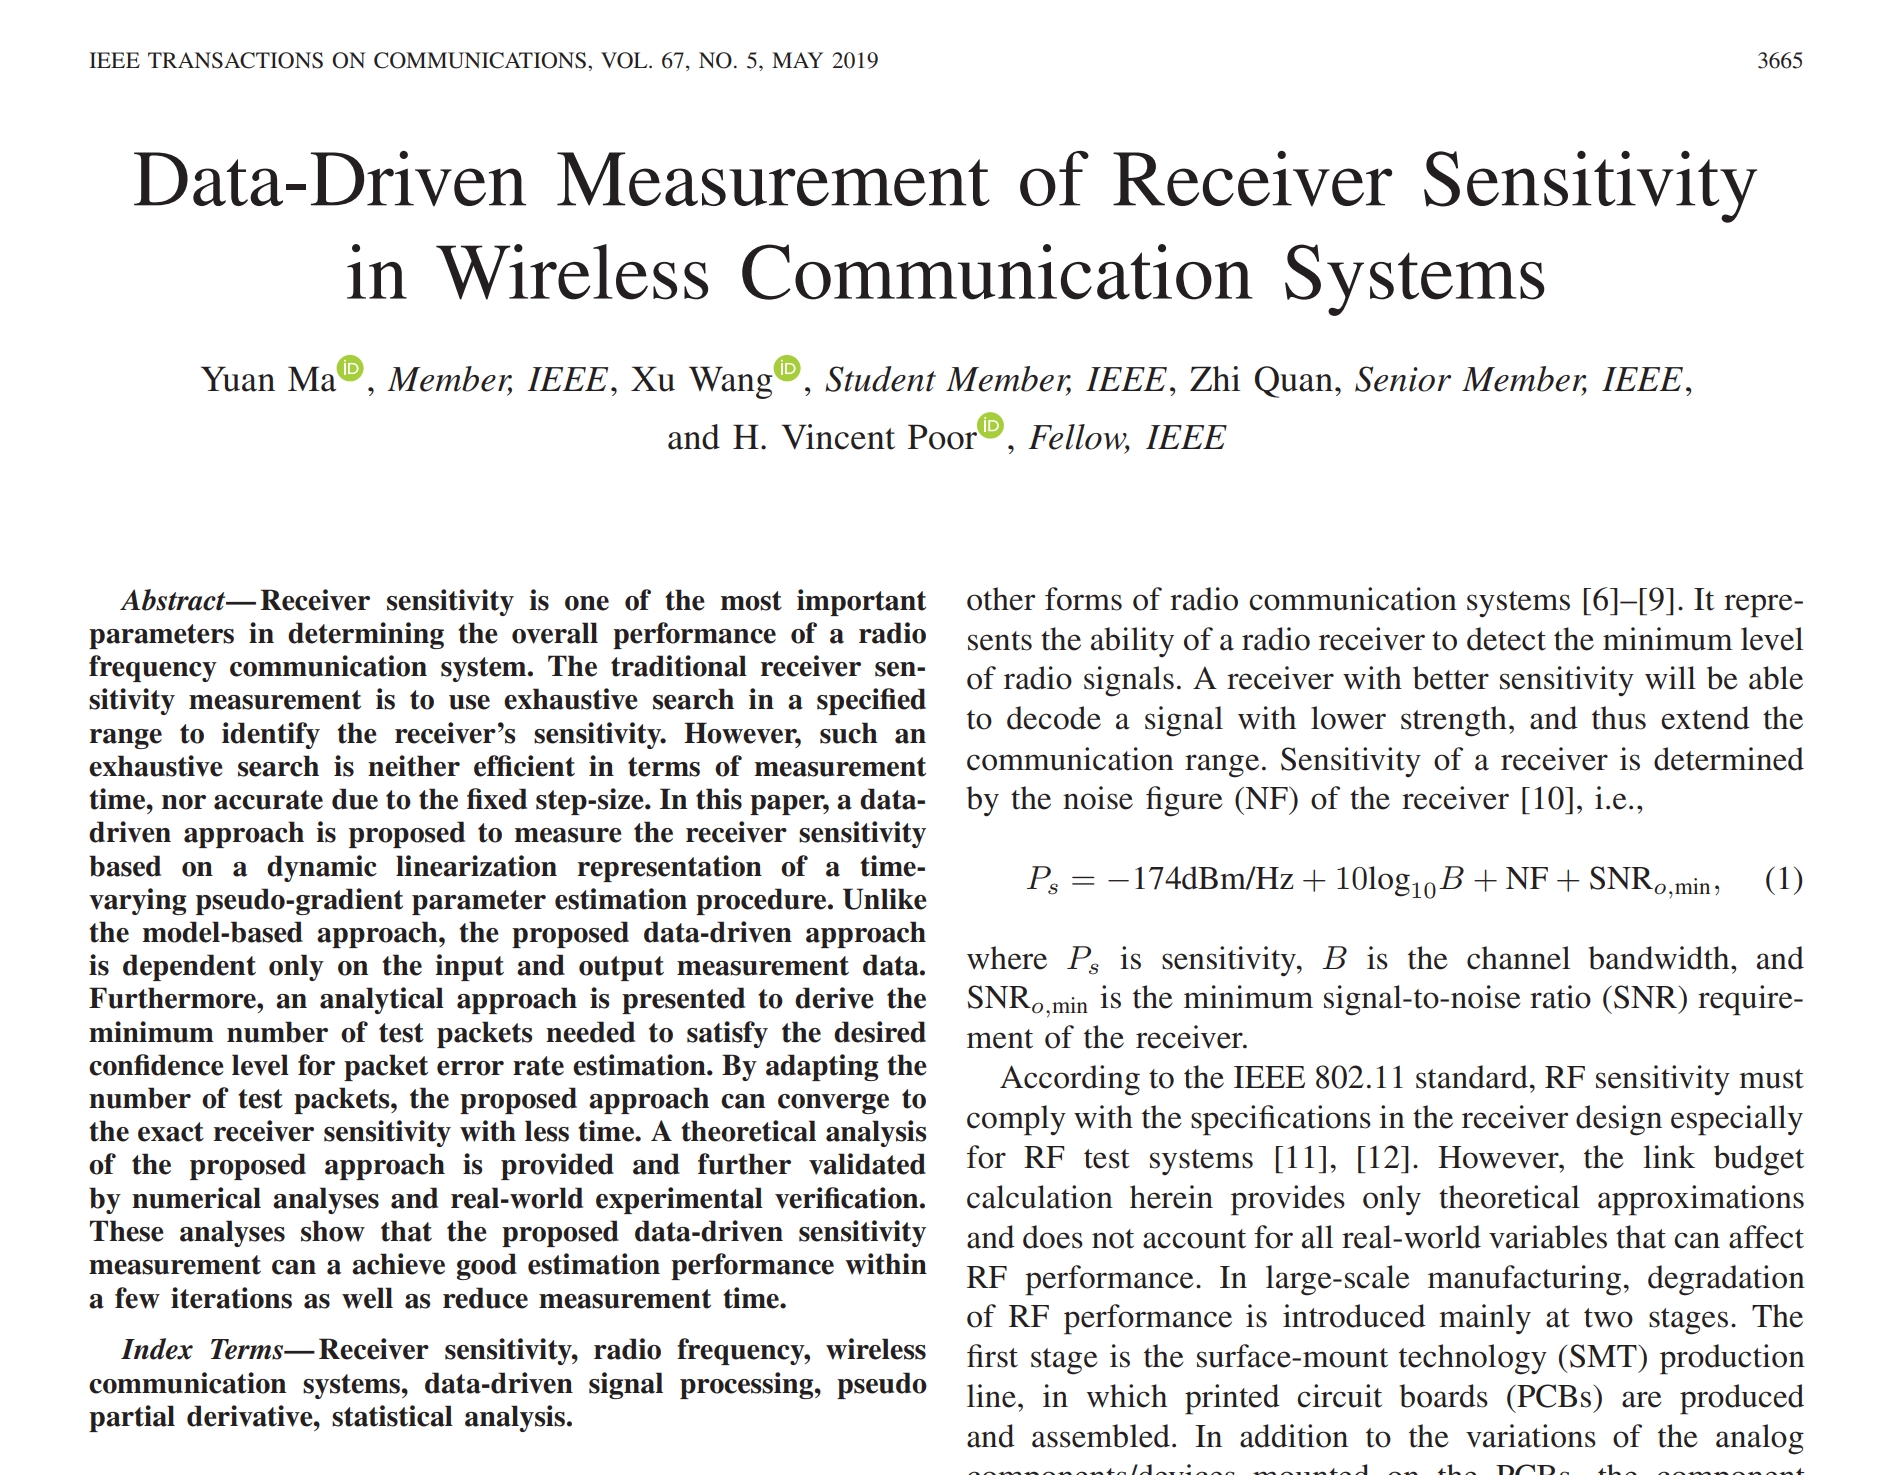 IEEE TRANSACTIONS ON COMMUNICATIONS, VOL. 67, NO. 5, MAY 2019 3665
Data-Driven Measurement of Receiver Sensitivity
in Wireless Communication Systems
Yuan Ma iD, Member, IEEE, Xu Wang iD, Student Member, IEEE, Zhi Quan, Senior Member, IEEE,
and H. Vincent Poor iD, Fellow, IEEE
Abstract—Receiver sensitivity is one of the most important
parameters in determining the overall performance of a radio
frequency communication system. The traditional receiver sen-
sitivity measurement is to use exhaustive search in a specified
range to identify the receiver's sensitivity. However, such an
exhaustive search is neither efficient in terms of measurement
time, nor accurate due to the fixed step-size. In this paper, a data-
driven approach is proposed to measure the receiver sensitivity
based on a dynamic linearization representation of a time-
varying pseudo-gradient parameter estimation procedure. Unlike
the model-based approach, the proposed data-driven approach
is dependent only on the input and output measurement data.
Furthermore, an analytical approach is presented to derive the
minimum number of test packets needed to satisfy the desired
confidence level for packet error rate estimation. By adapting the
number of test packets, the proposed approach can converge to
the exact receiver sensitivity with less time. A theoretical analysis
of the proposed approach is provided and further validated
by numerical analyses and real-world experimental verification.
These analyses show that the proposed data-driven sensitivity
measurement can a achieve good estimation performance within
a few iterations as well as reduce measurement time.
Index Terms—Receiver sensitivity, radio frequency, wireless
communication systems, data-driven signal processing, pseudo
partial derivative, statistical analysis.
other forms of radio communication systems [6]–[9]. It repre-
sents the ability of a radio receiver to detect the minimum level
of radio signals. A receiver with better sensitivity will be able
to decode a signal with lower strength, and thus extend the
communication range. Sensitivity of a receiver is determined
by the noise figure (NF) of the receiver [10], i.e.,
P_s = −174dBm/Hz + 10log_10 B + NF + SNR_o,min, (1)
where P_s is sensitivity, B is the channel bandwidth, and
SNR_o,min is the minimum signal-to-noise ratio (SNR) require-
ment of the receiver.
According to the IEEE 802.11 standard, RF sensitivity must
comply with the specifications in the receiver design especially
for RF test systems [11], [12]. However, the link budget
calculation herein provides only theoretical approximations
and does not account for all real-world variables that can affect
RF performance. In large-scale manufacturing, degradation
of RF performance is introduced mainly at two stages. The
first stage is the surface-mount technology (SMT) production
line, in which printed circuit boards (PCBs) are produced
and assembled. In addition to the variations of the analog
components/devices mounted on the PCBs, the component